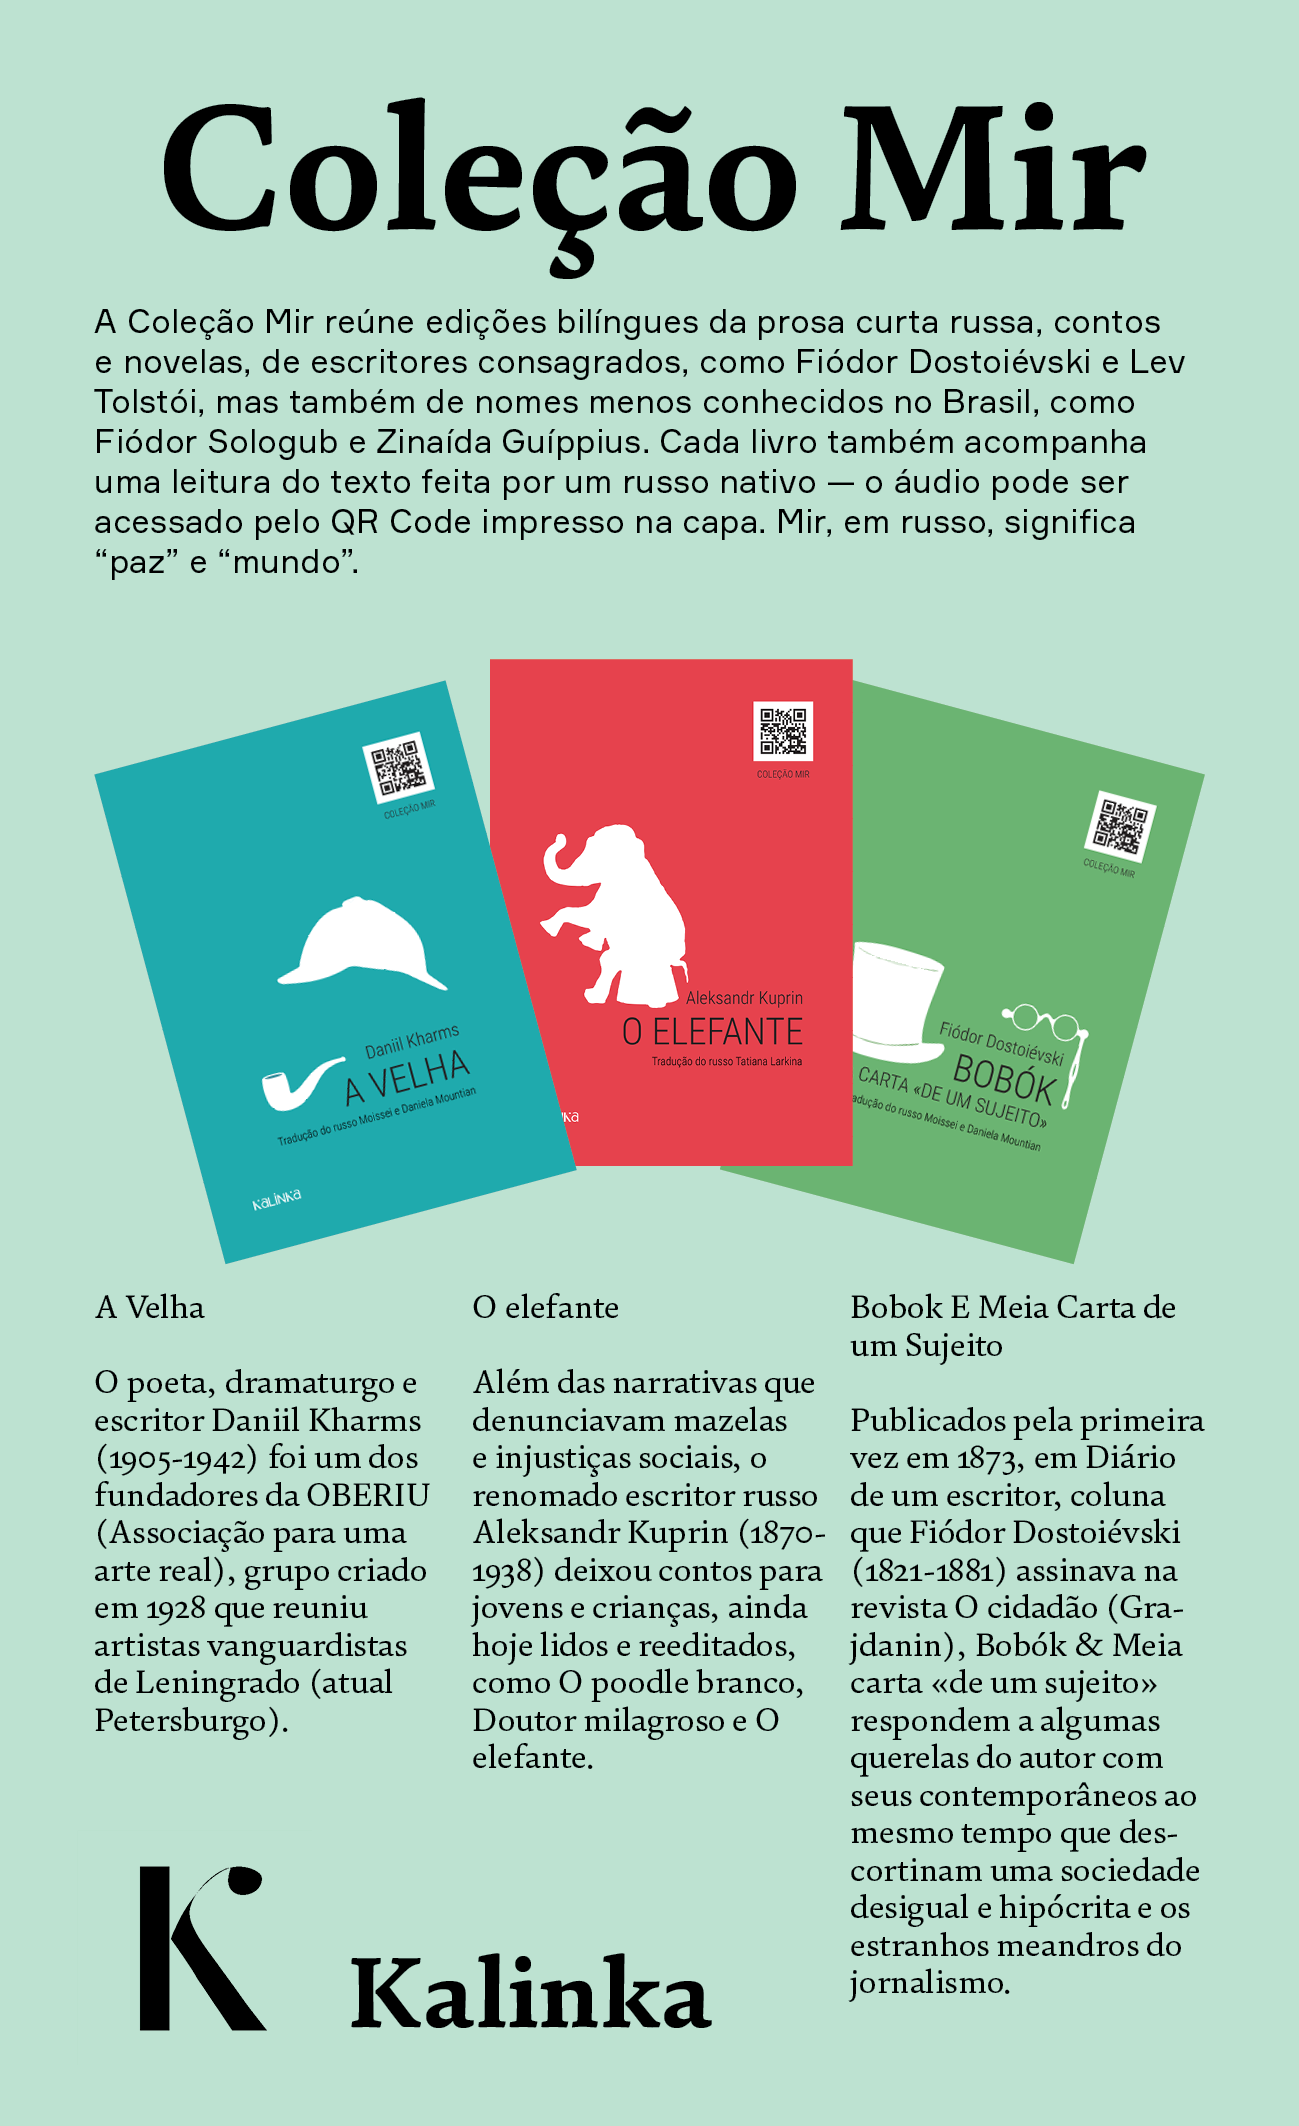 Coleção Mir
A Coleção Mir reúne edições bilíngues da prosa curta russa, contos
e novelas, de escritores consagrados, como Fiódor Dostoiévski e Lev
Tolstói, mas também de nomes menos conhecidos no Brasil, como
Fiódor Sologub e Zinaída Guíppius. Cada livro também acompanha
uma leitura do texto feita por um russo nativo — o áudio pode ser
acessado pelo QR Code impresso na capa. Mir, em russo, significa
“paz” e “mundo”.
COLEÇÃO MIR
Daniil Kharms
A VELHA
Tradução do russo Moissei e Daniela Mountian
KALINKA
COLEÇÃO MIR
Aleksandr Kuprin
O ELEFANTE
Tradução do russo Tatiana Larkina
COLEÇÃO MIR
Fiódor Dostoiévski
BOBÓK
CARTA «DE UM SUJEITO»
do russo Moissei e Daniela Mountian
A Velha
O poeta, dramaturgo e
escritor Daniil Kharms
(1905-1942) foi um dos
fundadores da OBERIU
(Associação para uma
arte real), grupo criado
em 1928 que reuniu
artistas vanguardistas
de Leningrado (atual
Petersburgo).
O elefante
Além das narrativas que
denunciavam mazelas
e injustiças sociais, o
renomado escritor russo
Aleksandr Kuprin (1870-
1938) deixou contos para
jovens e crianças, ainda
hoje lidos e reeditados,
como O poodle branco,
Doutor milagroso e O
elefante.
Bobok E Meia Carta de
um Sujeito
Publicados pela primeira
vez em 1873, em Diário
de um escritor, coluna
que Fiódor Dostoiévski
(1821-1881) assinava na
revista O cidadão (Gra-
jdanin), Bobók & Meia
carta «de um sujeito»
respondem a algumas
querelas do autor com
seus contemporâneos ao
mesmo tempo que des-
cortinam uma sociedade
desigual e hipócrita e os
estranhos meandros do
jornalismo.
K
Kalinka